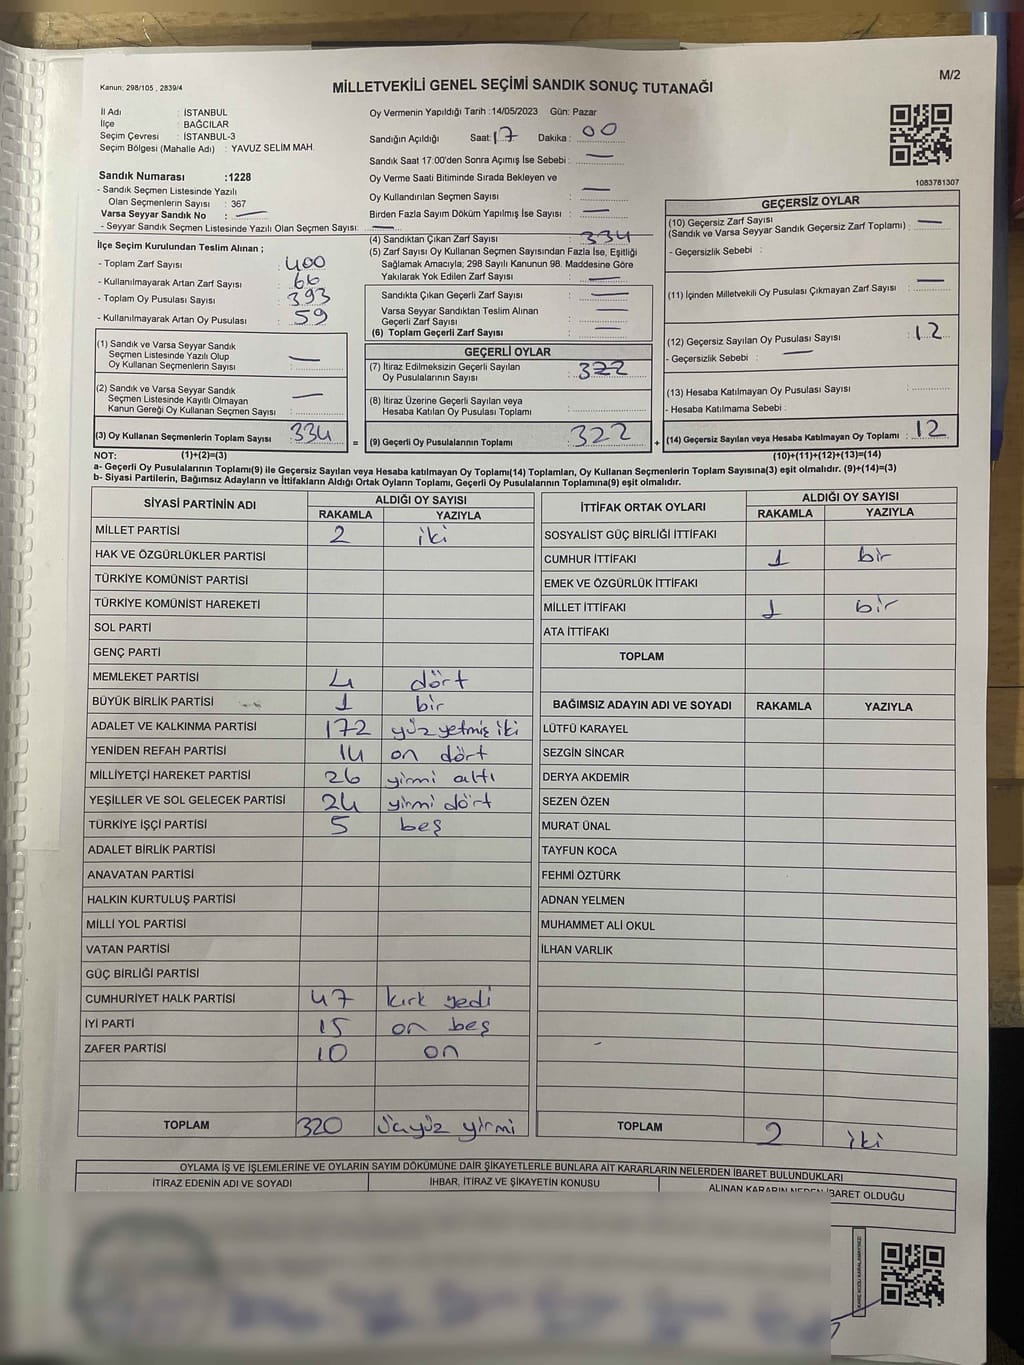 M/2
Kanun; 298/105 , 2839/4
MİLLETVEKİLİ GENEL SEÇİMİ SANDIK SONUÇ TUTANAĞI
İl Adı : İSTANBUL
İlçe : BAĞCILAR
Seçim Çevresi : İSTANBUL-3
Seçim Bölgesi (Mahalle Adı) : YAVUZ SELİM MAH.
Sandık Numarası :1228
- Sandık Seçmen Listesinde Yazılı
Olan Seçmenlerin Sayısı : 367
Varsa Seyyar Sandık No : —
- Seyyar Sandık Seçmen Listesinde Yazılı Olan Seçmen Sayısı: —
Oy Vermenin Yapıldığı Tarih :14/05/2023 Gün: Pazar
Sandığın Açıldığı Saat: 17 Dakika : 00
Sandık Saat 17:00'den Sonra Açımış İse Sebebi : —
Oy Verme Saati Bitiminde Sırada Bekleyen ve
Oy Kullandırılan Seçmen Sayısı : —
Birden Fazla Sayım Döküm Yapılmış İse Sayısı : —
1083781307
İlçe Seçim Kurulundan Teslim Alınan ;
- Toplam Zarf Sayısı : 400
- Kullanılmayarak Artan Zarf Sayısı : 66
- Toplam Oy Pusulası Sayısı : 393
- Kullanılmayarak Artan Oy Pusulası : 59
(4) Sandıktan Çıkan Zarf Sayısı : 334
(5) Zarf Sayısı Oy Kullanan Seçmen Sayısından Fazla İse, Eşitliği
Sağlamak Amacıyla; 298 Sayılı Kanunun 98. Maddesine Göre
Yakılarak Yok Edilen Zarf Sayısı : —
Sandıkta Çıkan Geçerli Zarf Sayısı : —
Varsa Seyyar Sandıktan Teslim Alınan
Geçerli Zarf Sayısı : —
(6) Toplam Geçerli Zarf Sayısı : —
GEÇERSİZ OYLAR
(10) Geçersiz Zarf Sayısı
(Sandık ve Varsa Seyyar Sandık Geçersiz Zarf Toplamı) : —
- Geçersizlik Sebebi :
(11) İçinden Milletvekili Oy Pusulası Çıkmayan Zarf Sayısı : —
(12) Geçersiz Sayılan Oy Pusulası Sayısı : 12
- Geçersizlik Sebebi : —
(13) Hesaba Katılmayan Oy Pusulası Sayısı :
- Hesaba Katılmama Sebebi :
(14) Geçersiz Sayılan veya Hesaba Katılmayan Oy Toplamı : 12
(10)+(11)+(12)+(13)=(14)
(1) Sandık ve Varsa Seyyar Sandık
Seçmen Listesinde Yazılı Olup
Oy Kullanan Seçmenlerin Sayısı : —
(2) Sandık ve Varsa Seyyar Sandık
Seçmen Listesinde Kayıtlı Olmayan
Kanun Gereği Oy Kullanan Seçmen Sayısı : —
(3) Oy Kullanan Seçmenlerin Toplam Sayısı : 334
(1)+(2)=(3)
GEÇERLİ OYLAR
(7) İtiraz Edilmeksizin Geçerli Sayılan
Oy Pusulalarının Sayısı : 322
(8) İtiraz Üzerine Geçerli Sayılan veya
Hesaba Katılan Oy Pusulası Toplamı :
= (9) Geçerli Oy Pusulalarının Toplamı : 322 +
NOT:
a- Geçerli Oy Pusulalarının Toplamı(9) ile Geçersiz Sayılan veya Hesaba katılmayan Oy Toplamı(14) Toplamları, Oy Kullanan Seçmenlerin Toplam Sayısına(3) eşit olmalıdır. (9)+(14)=(3)
b- Siyasi Partilerin, Bağımsız Adayların ve İttifakların Aldığı Ortak Oyların Toplamı, Geçerli Oy Pusulalarının Toplamına(9) eşit olmalıdır.
SİYASİ PARTİNİN ADI ALDIĞI OY SAYISI
RAKAMLA YAZIYLA
MİLLET PARTİSİ 2 iki
HAK VE ÖZGÜRLÜKLER PARTİSİ
TÜRKİYE KOMÜNİST PARTİSİ
TÜRKİYE KOMÜNİST HAREKETİ
SOL PARTİ
GENÇ PARTİ
MEMLEKET PARTİSİ 4 dört
BÜYÜK BİRLİK PARTİSİ 1 bir
ADALET VE KALKINMA PARTİSİ 172 yüz yetmiş iki
YENİDEN REFAH PARTİSİ 14 on dört
MİLLİYETÇİ HAREKET PARTİSİ 26 yirmi altı
YEŞİLLER VE SOL GELECEK PARTİSİ 24 yirmi dört
TÜRKİYE İŞÇİ PARTİSİ 5 beş
ADALET BİRLİK PARTİSİ
ANAVATAN PARTİSİ
HALKIN KURTULUŞ PARTİSİ
MİLLİ YOL PARTİSİ
VATAN PARTİSİ
GÜÇ BİRLİĞİ PARTİSİ
CUMHURİYET HALK PARTİSİ 47 kırk yedi
İYİ PARTİ 15 on beş
ZAFER PARTİSİ 10 on
TOPLAM 320 üçyüz yirmi
İTTİFAK ORTAK OYLARI ALDIĞI OY SAYISI
RAKAMLA YAZIYLA
SOSYALİST GÜÇ BİRLİĞİ İTTİFAKI
CUMHUR İTTİFAKI 1 bir
EMEK VE ÖZGÜRLÜK İTTİFAKI
MİLLET İTTİFAKI 1 bir
ATA İTTİFAKI
TOPLAM
BAĞIMSIZ ADAYIN ADI VE SOYADI RAKAMLA YAZIYLA
LÜTFÜ KARAYEL
SEZGİN SİNCAR
DERYA AKDEMİR
SEZEN ÖZEN
MURAT ÜNAL
TAYFUN KOCA
FEHMİ ÖZTÜRK
ADNAN YELMEN
MUHAMMET ALİ OKUL
İLHAN VARLIK
TOPLAM 2 iki
OYLAMA İŞ VE İŞLEMLERİNE VE OYLARIN SAYIM DÖKÜMÜNE DAİR ŞİKAYETLERLE BUNLARA AİT KARARLARIN NELERDEN İBARET BULUNDUKLARI
İTİRAZ EDENİN ADI VE SOYADI İHBAR, İTİRAZ VE ŞİKAYETİN KONUSU ALINAN KARARIN NEDEN İBARET OLDUĞU